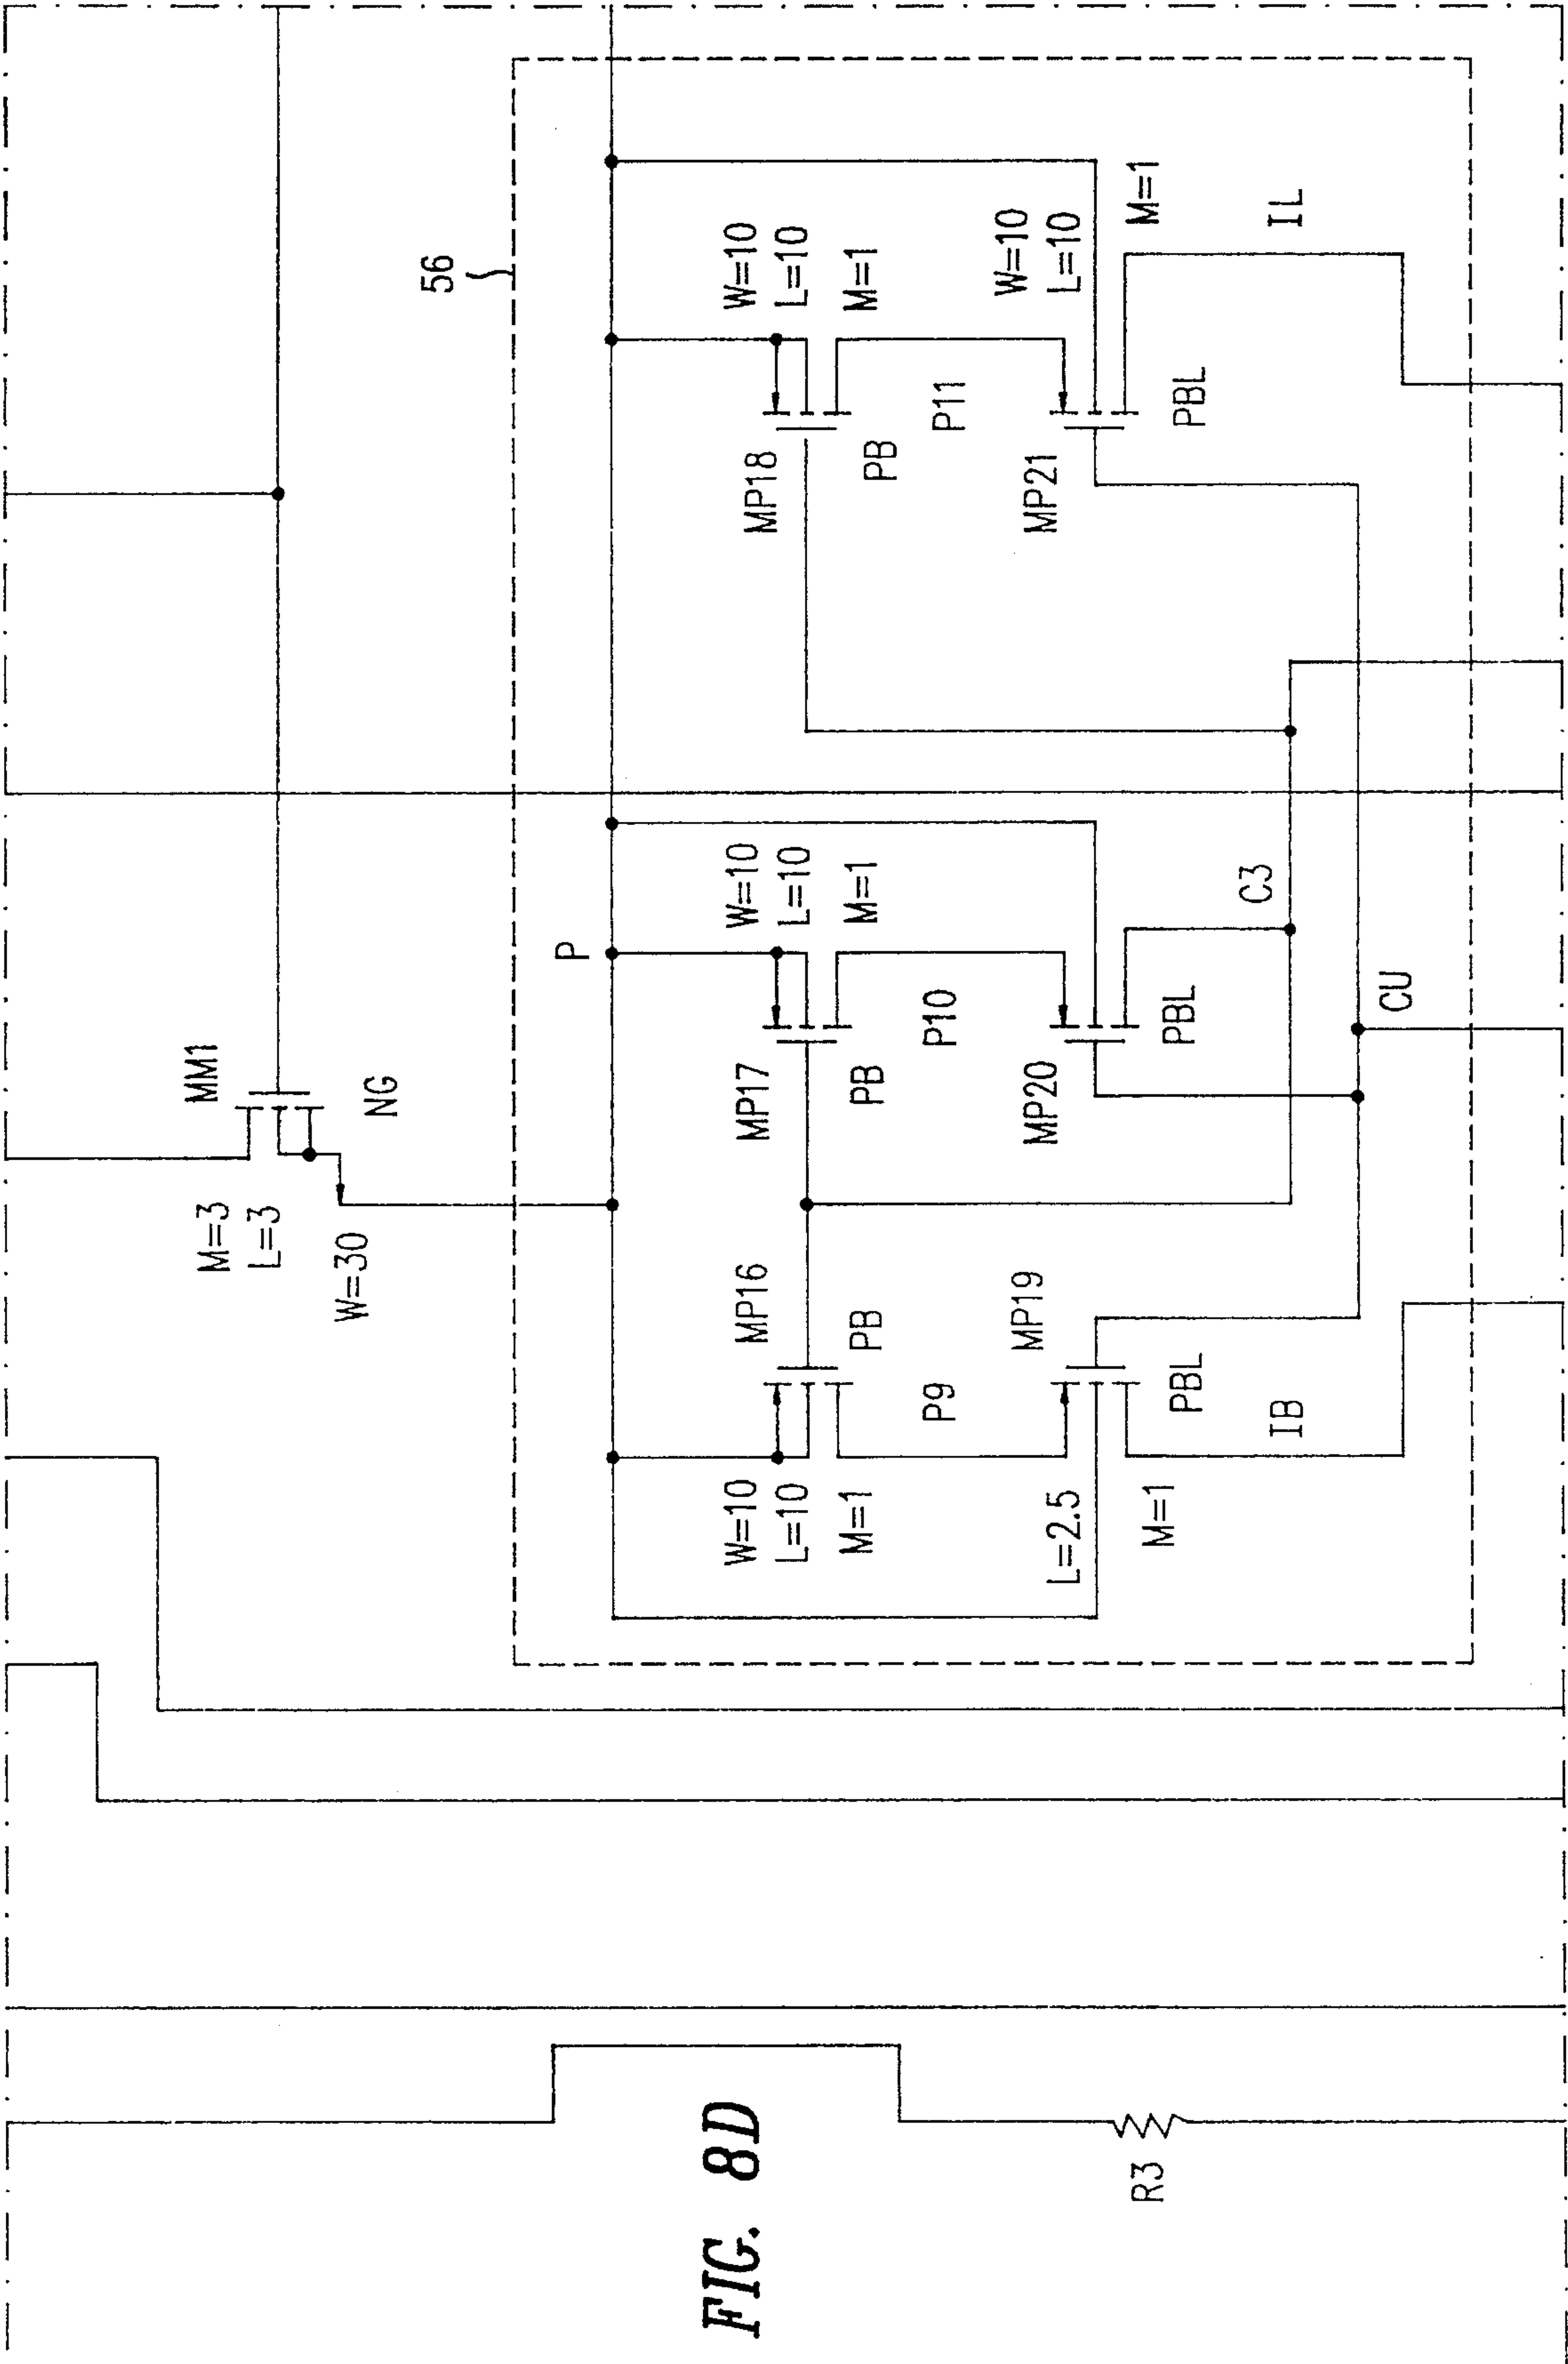 FIG. 8D
R3
MM1
NG
M=3
L=3
W=30
56
P
W=10
L=10
M=1
MP16
PB
P9
L=2.5
M=1
MP19
PBL
IB
W=10
L=10
M=1
MP17
PB
P10
MP20
PBL
C3
CU
W=10
L=10
M=1
MP18
PB
P11
W=10
L=10
M=1
MP21
PBL
IL